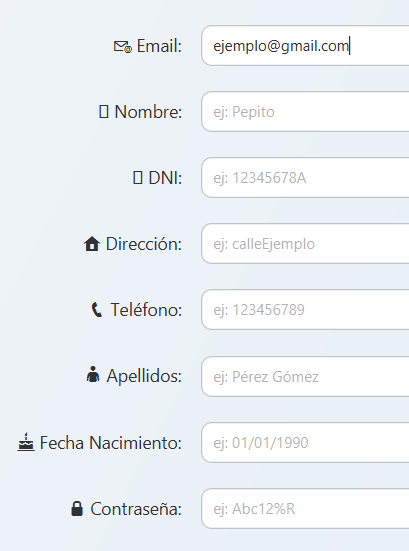 Email: ejemplo@gmail.com
Nombre: ej: Pepito
DNI: ej: 12345678A
Dirección: ej: calleEjemplo
Teléfono: ej: 123456789
Apellidos: ej: Pérez Gómez
Fecha Nacimiento: ej: 01/01/1990
Contraseña: ej: Abc12%R